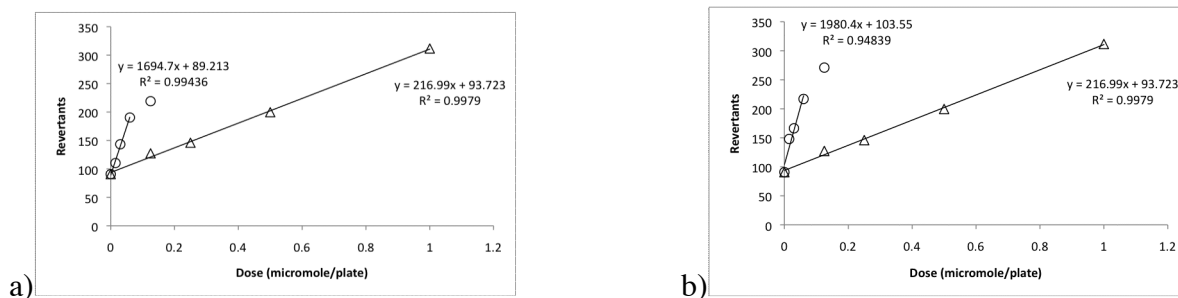 a)
350
300
250
200
150
100
50
0
Revertants
y = 1694.7x + 89.213
R² = 0.99436
y = 216.99x + 93.723
R² = 0.9979
0 0.2 0.4 0.6 0.8 1 1.2
Dose (micromole/plate)
b)
350
300
250
200
150
100
50
0
Revertants
y = 1980.4x + 103.55
R² = 0.94839
y = 216.99x + 93.723
R² = 0.9979
0 0.2 0.4 0.6 0.8 1 1.2
Dose (micromole/plate)